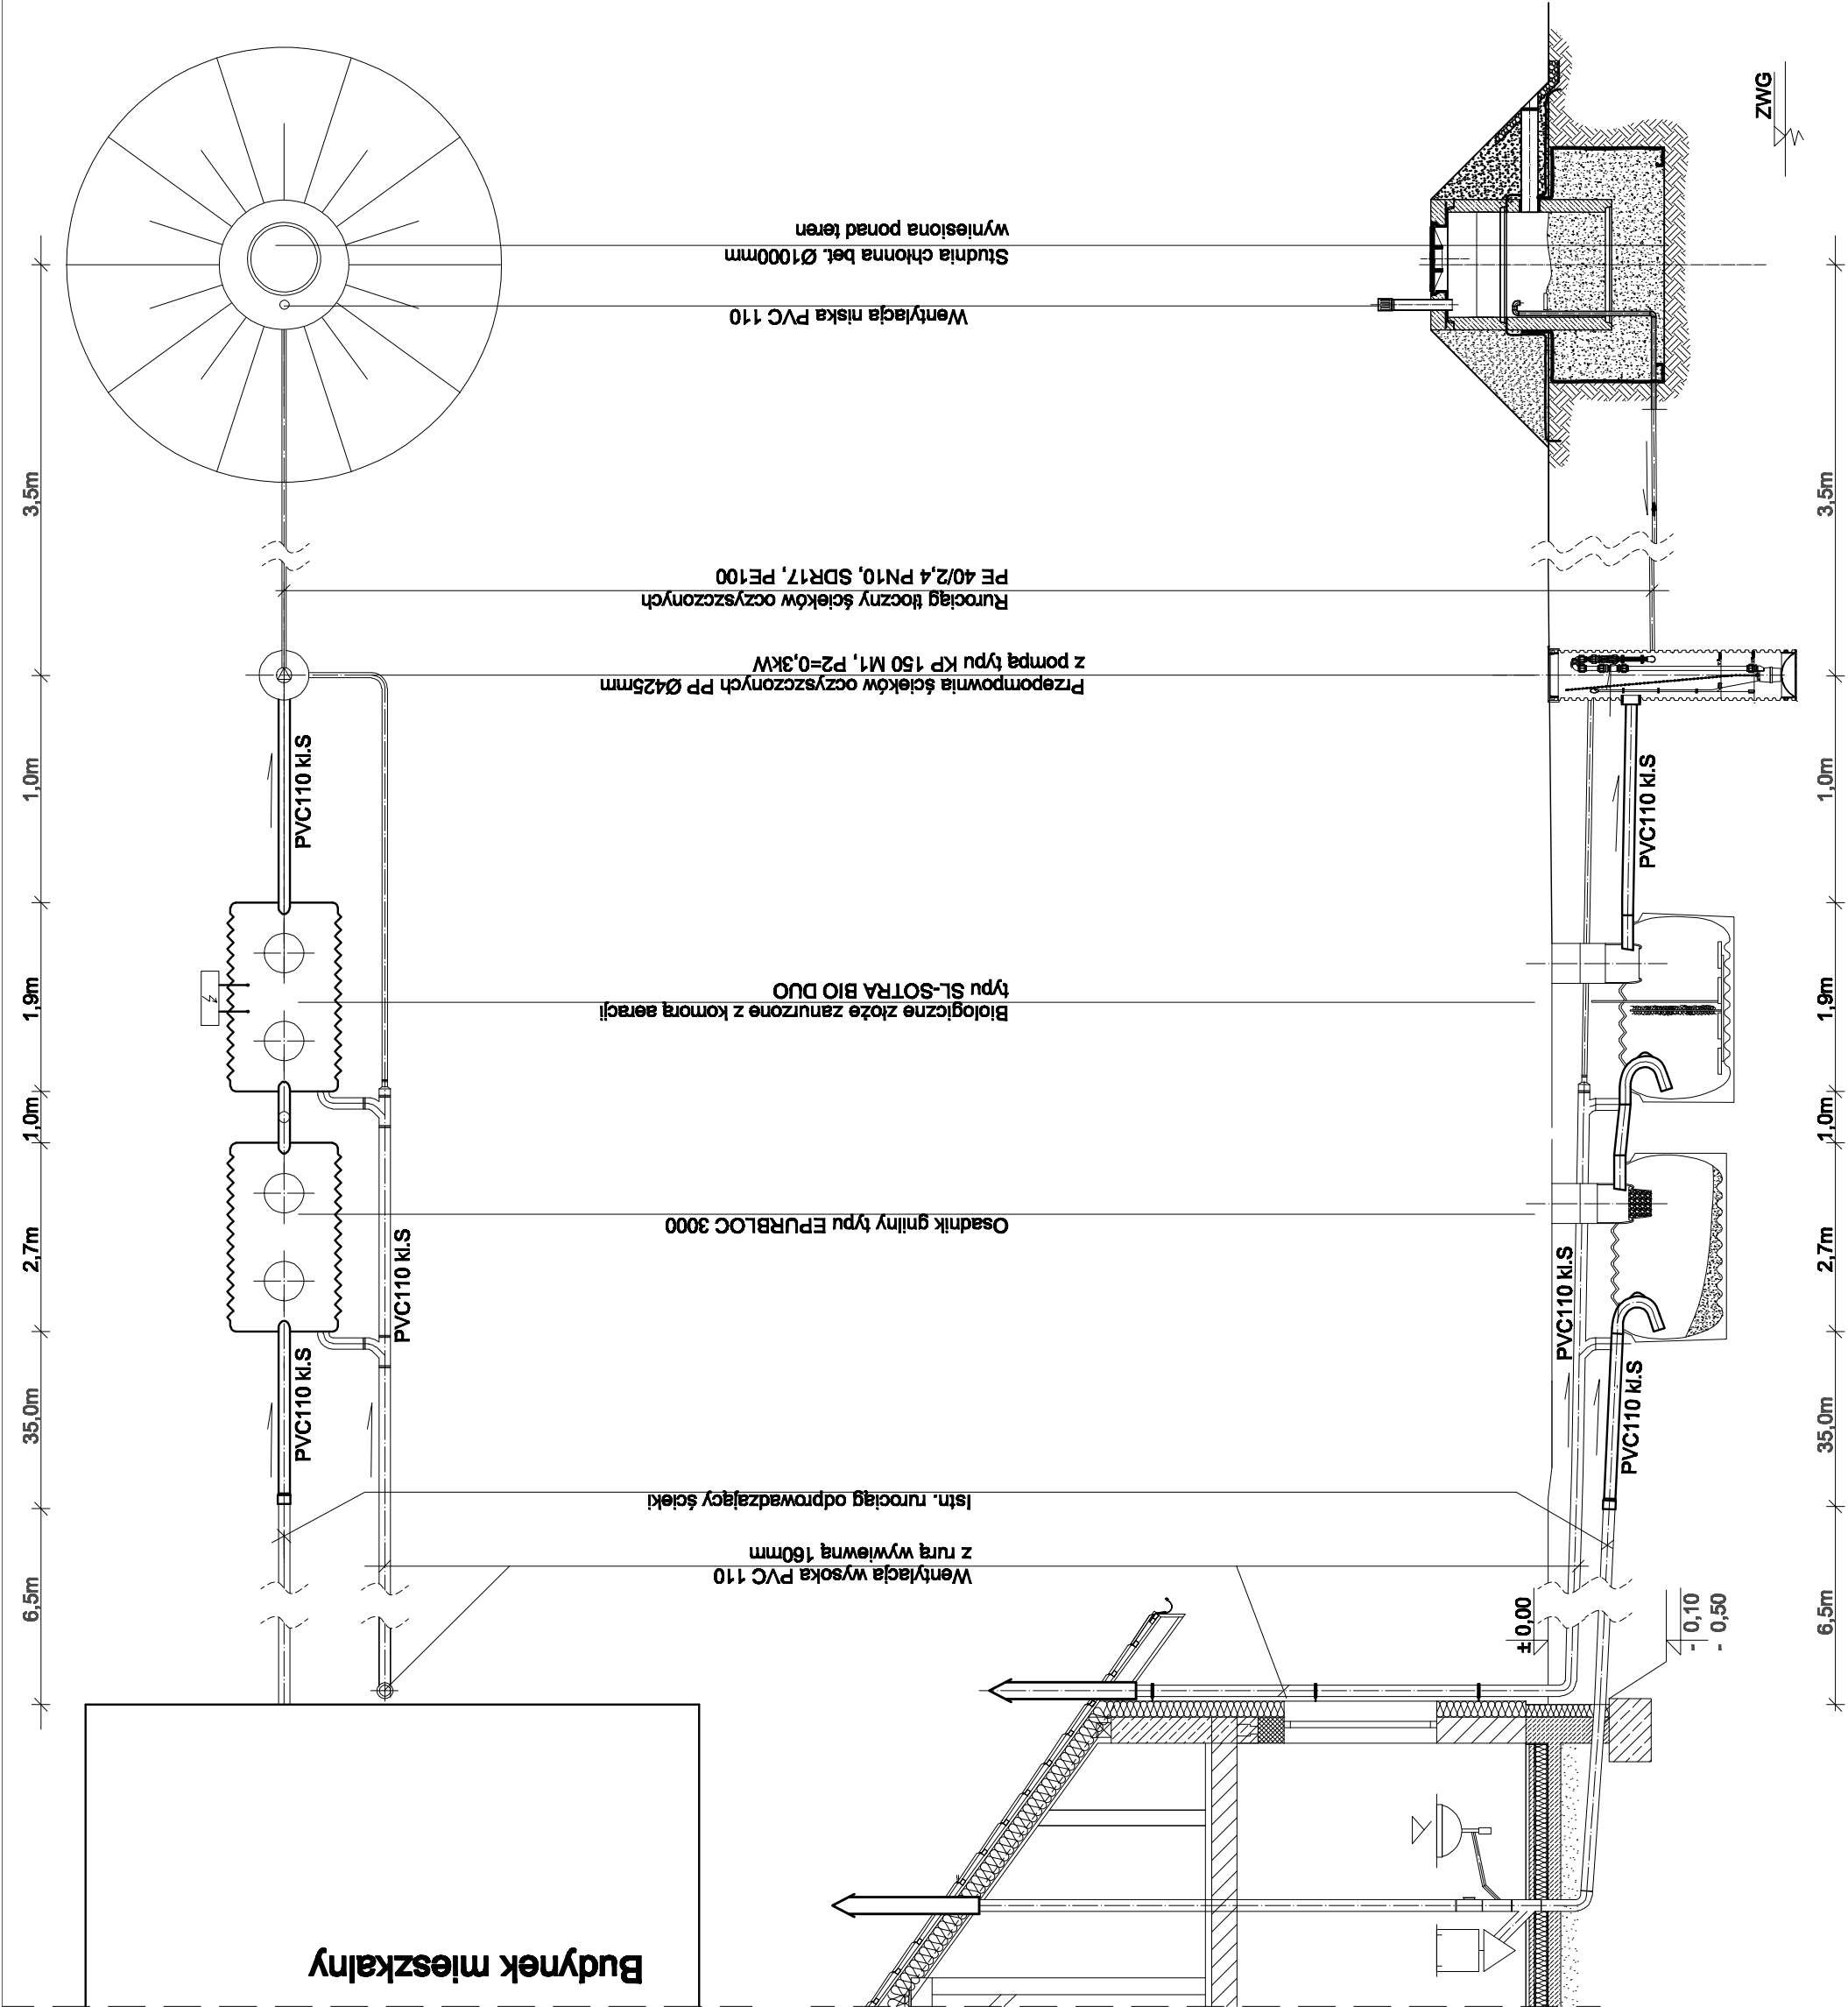 Budynek mieszkalny
Wentylacja wysoka PVC 110
z rurą wywiewną 160mm
Istn. rurociąg odprowadzający ścieki
Osadnik gnilny typu EPURBLOC 3000
Biologiczne złoże zanurzone z komorą aeracji
typu SL-SOTRA BIO DUO
Przepompownia ścieków oczyszczonych PP Ø425mm
z pompą typu KP 150 M1, P2=0,3kW
Rurociąg tłoczny ścieków oczyszczonych
PE 40/2,4 PN10, SDR17, PE100
Wentylacja niska PVC 110
Studnia chłonna bet. Ø1000mm
wyniesiona ponad teren
6,5m
35,0m
2,7m
1,0m
1,9m
1,0m
3,5m
PVC110 kl.S
PVC110 kl.S
PVC110 kl.S
PVC110 kl.S
PVC110 kl.S
PVC110 kl.S
± 0,00
- 0,10
- 0,50
ZWG
6,5m
35,0m
2,7m
1,0m
1,9m
1,0m
3,5m